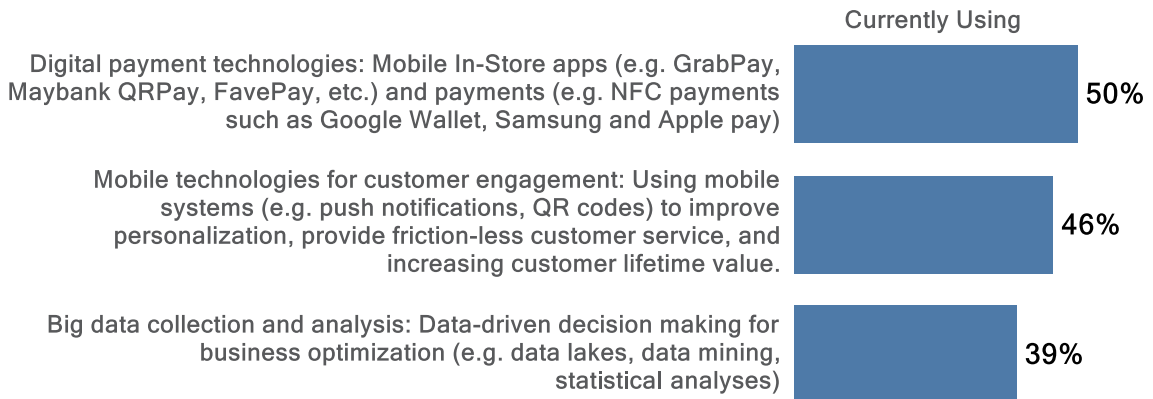 Currently Using
Digital payment technologies: Mobile In-Store apps (e.g. GrabPay,
Maybank QRPay, FavePay, etc.) and payments (e.g. NFC payments
such as Google Wallet, Samsung and Apple pay)
50%
Mobile technologies for customer engagement: Using mobile
systems (e.g. push notifications, QR codes) to improve
personalization, provide friction-less customer service, and
increasing customer lifetime value.
46%
Big data collection and analysis: Data-driven decision making for
business optimization (e.g. data lakes, data mining,
statistical analyses)
39%